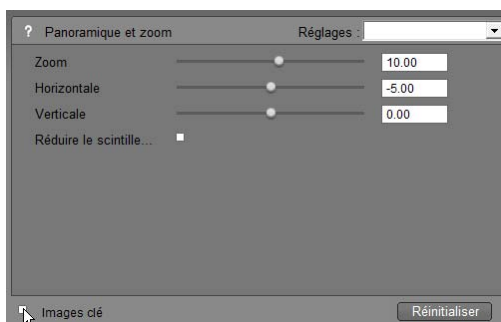 ? Panoramique et zoom Réglages :
Zoom 10.00
Horizontale -5.00
Verticale 0.00
Réduire le scintille...
Images clé Réinitialiser